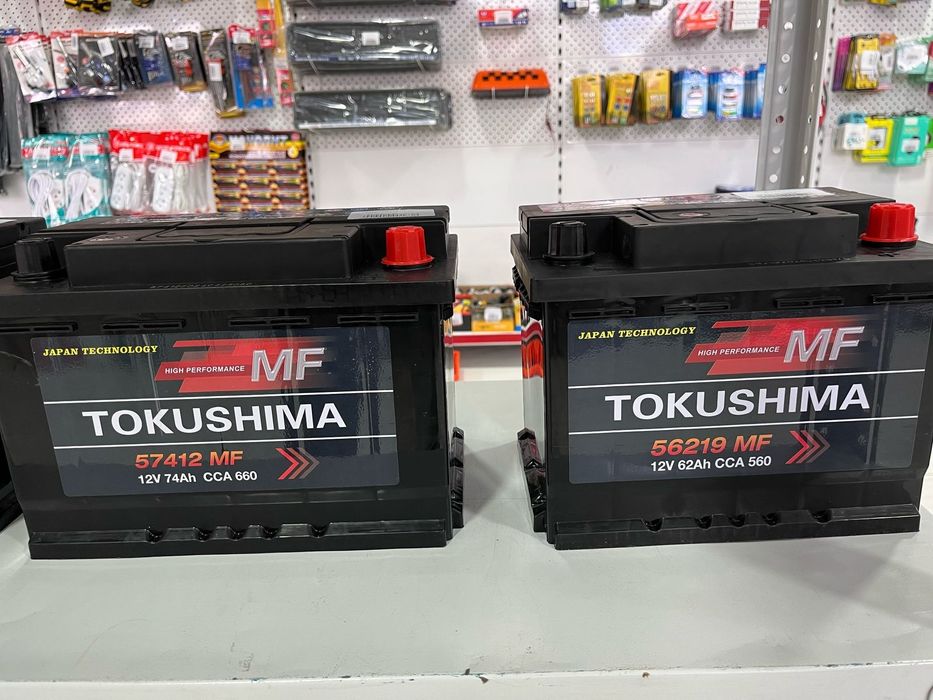 JAPAN TECHNOLOGY
HIGH PERFORMANCE MF
TOKUSHIMA
57412 MF
12V 74Ah CCA 660
JAPAN TECHNOLOGY
HIGH PERFORMANCE MF
TOKUSHIMA
56219 MF
12V 62Ah CCA 560